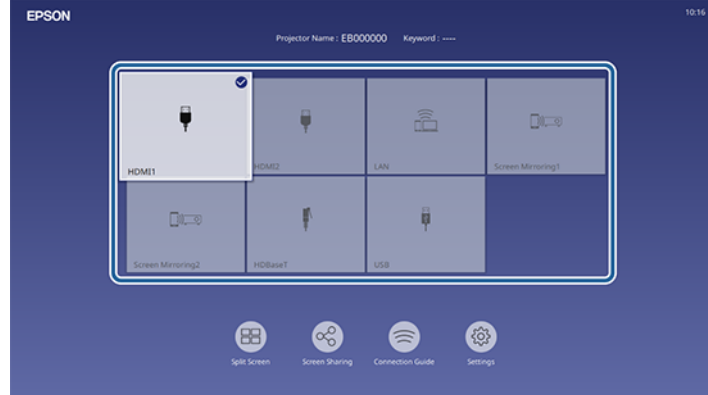 EPSON
10:16
Projector Name : EB000000 Keyword : ----
HDMI1
HDMI2
LAN
Screen Mirroring1
Screen Mirroring2
HDBaseT
USB
Split Screen
Screen Sharing
Connection Guide
Settings